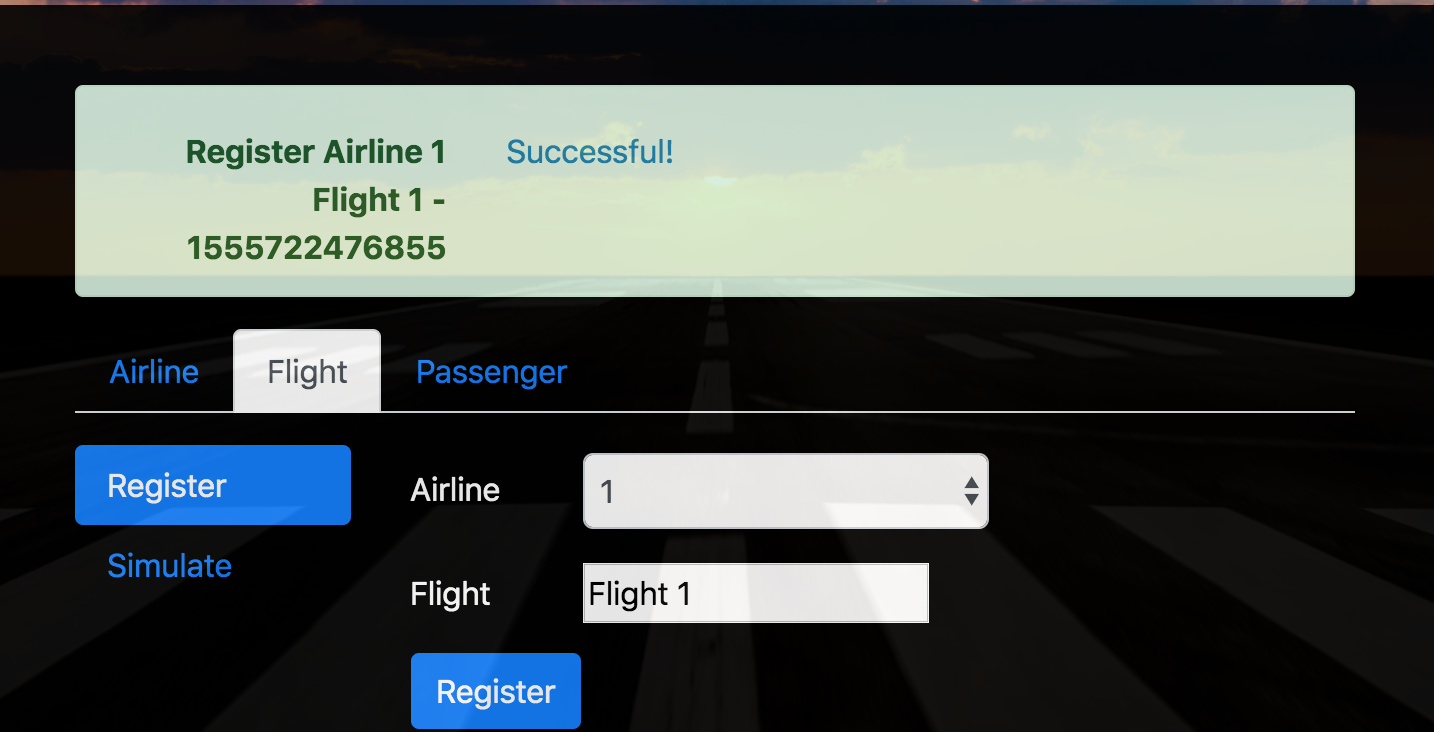 Register Airline 1 Successful!
Flight 1 -
1555722476855
Airline Flight Passenger
Register
Simulate
Airline 1
Flight Flight 1
Register